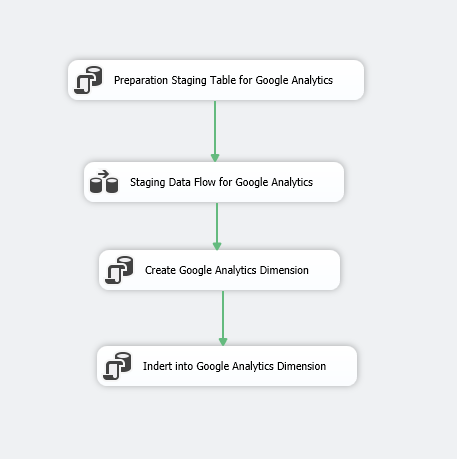 Preparation Staging Table for Google Analytics
Staging Data Flow for Google Analytics
Create Google Analytics Dimension
Indert into Google Analytics Dimension